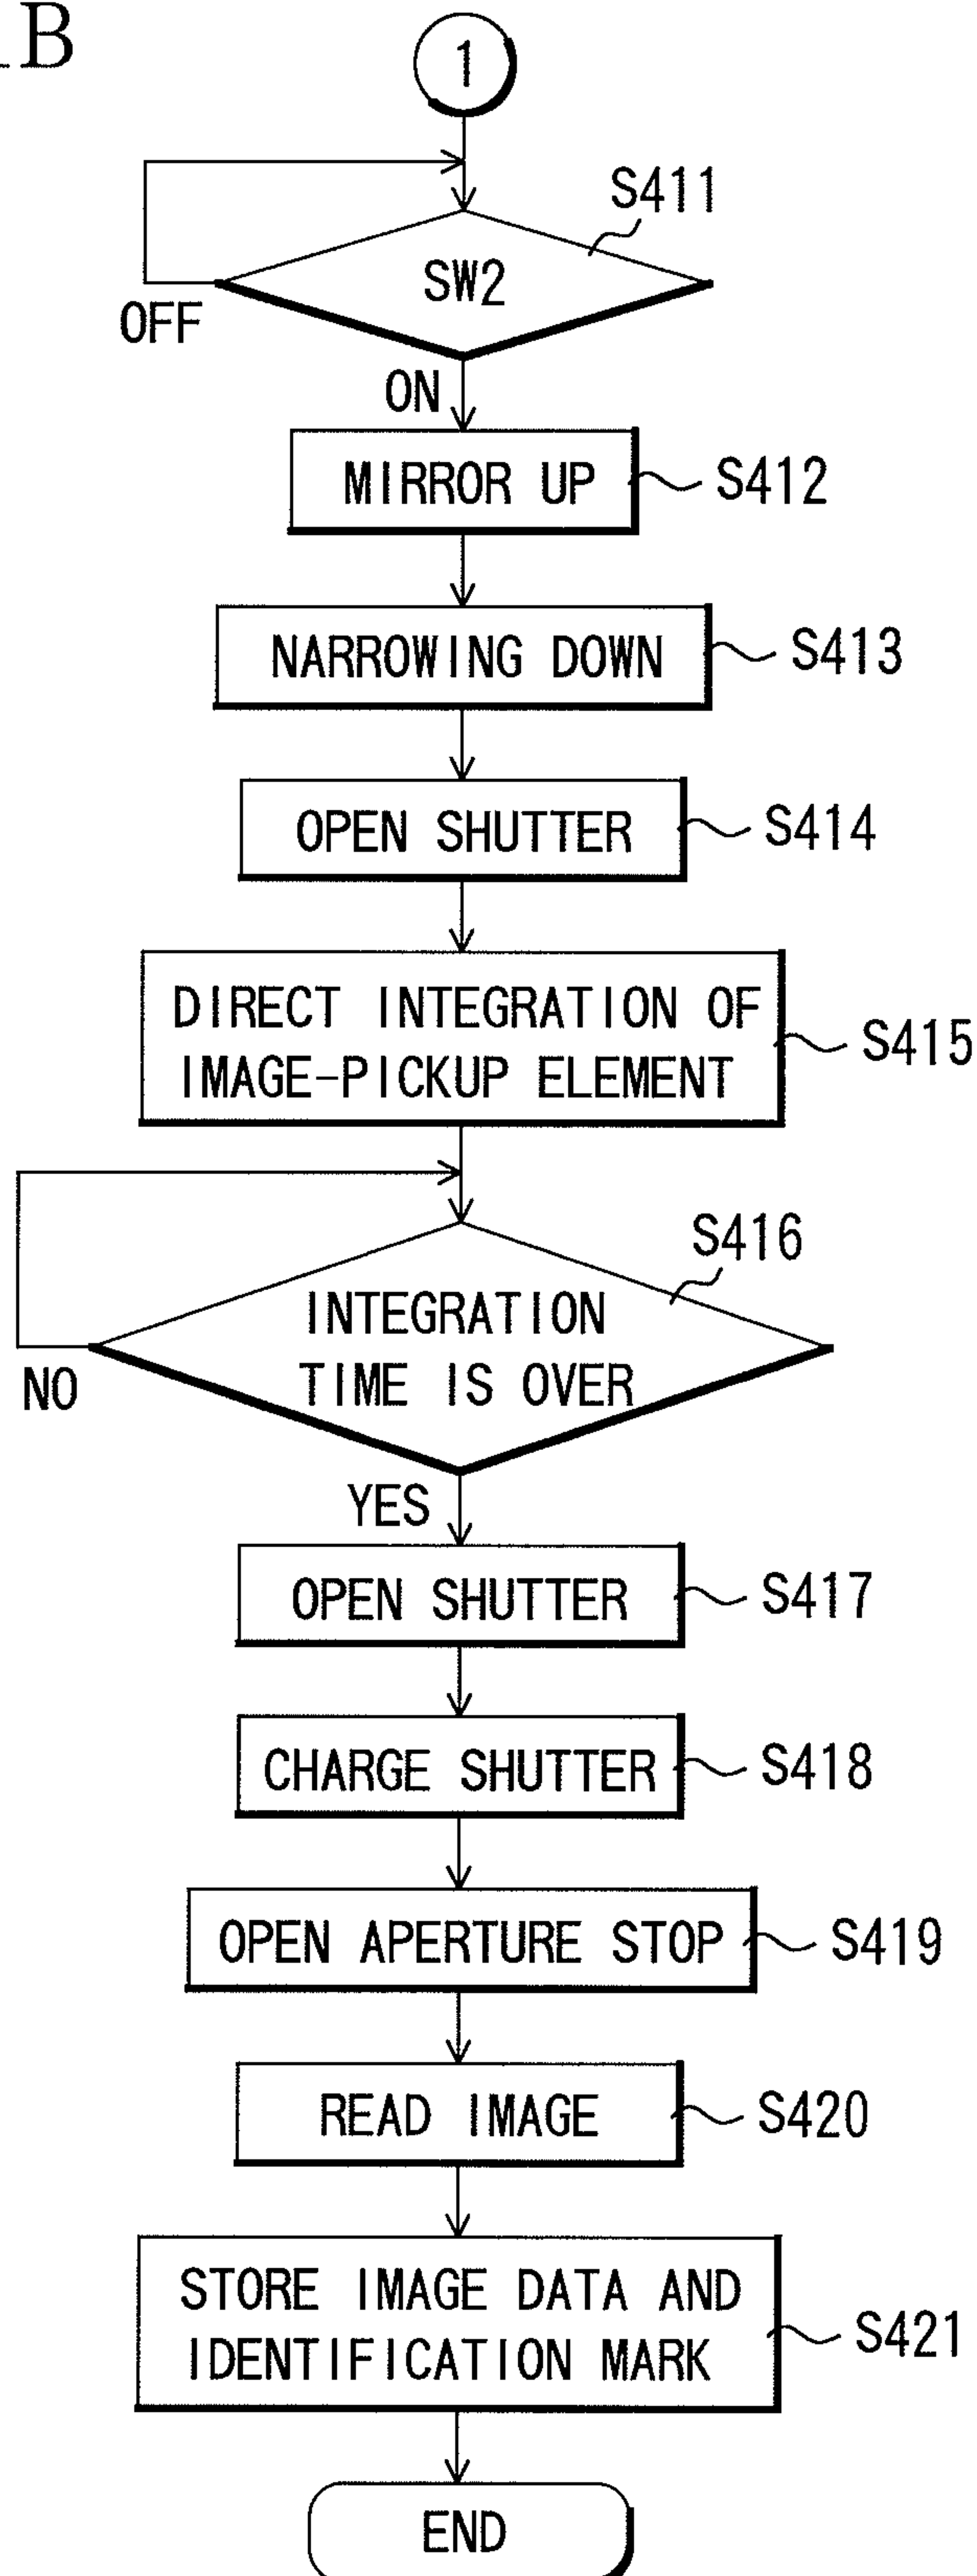 1B
1
S411
SW2
OFF
ON
MIRROR UP
S412
NARROWING DOWN
S413
OPEN SHUTTER
S414
DIRECT INTEGRATION OF
IMAGE-PICKUP ELEMENT
S415
S416
INTEGRATION
TIME IS OVER
NO
YES
OPEN SHUTTER
S417
CHARGE SHUTTER
S418
OPEN APERTURE STOP
S419
READ IMAGE
S420
STORE IMAGE DATA AND
IDENTIFICATION MARK
S421
END